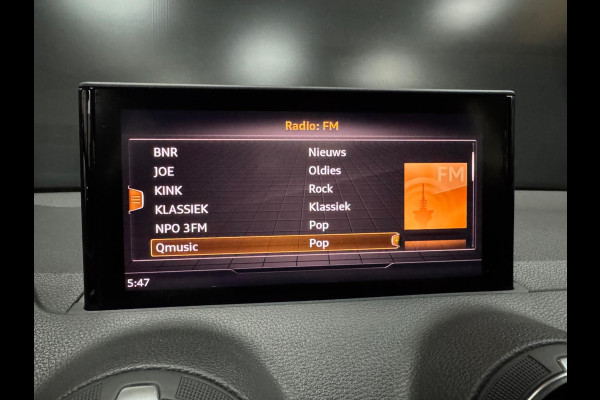 Radio: FM
BNR Nieuws
JOE Oldies
KINK Rock
KLASSIEK Klassiek
NPO 3FM Pop
Qmusic Pop
FM
5:47